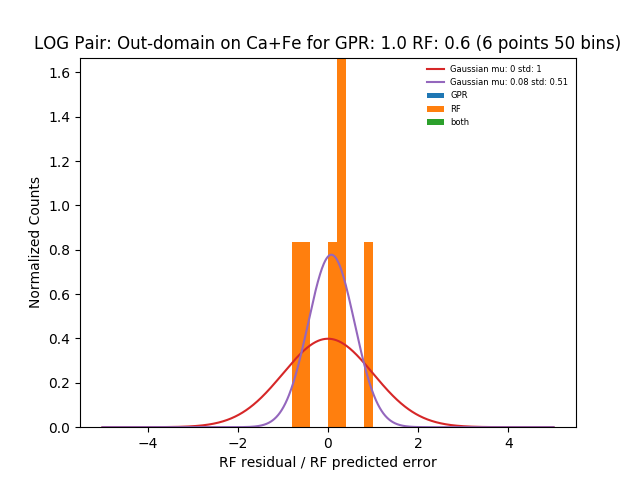 LOG Pair: Out-domain on Ca+Fe for GPR: 1.0 RF: 0.6 (6 points 50 bins)
Gaussian mu: 0 std: 1
Gaussian mu: 0.08 std: 0.51
GPR
RF
both
Normalized Counts
1.6
1.4
1.2
1.0
0.8
0.6
0.4
0.2
0.0
−4 −2 0 2 4
RF residual / RF predicted error